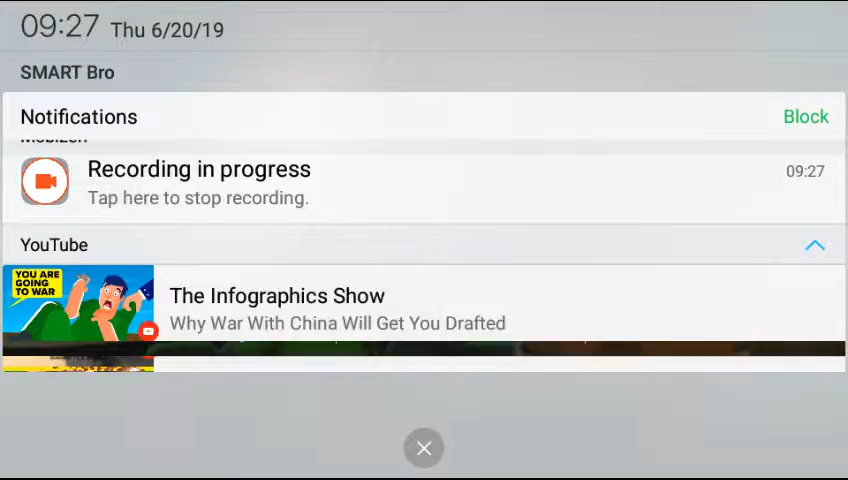 09:27 Thu 6/20/19
SMART Bro
Notifications
Block
Mobizen
Recording in progress
09:27
Tap here to stop recording.
YouTube
YOU ARE
GOING
TO WAR
The Infographics Show
Why War With China Will Get You Drafted